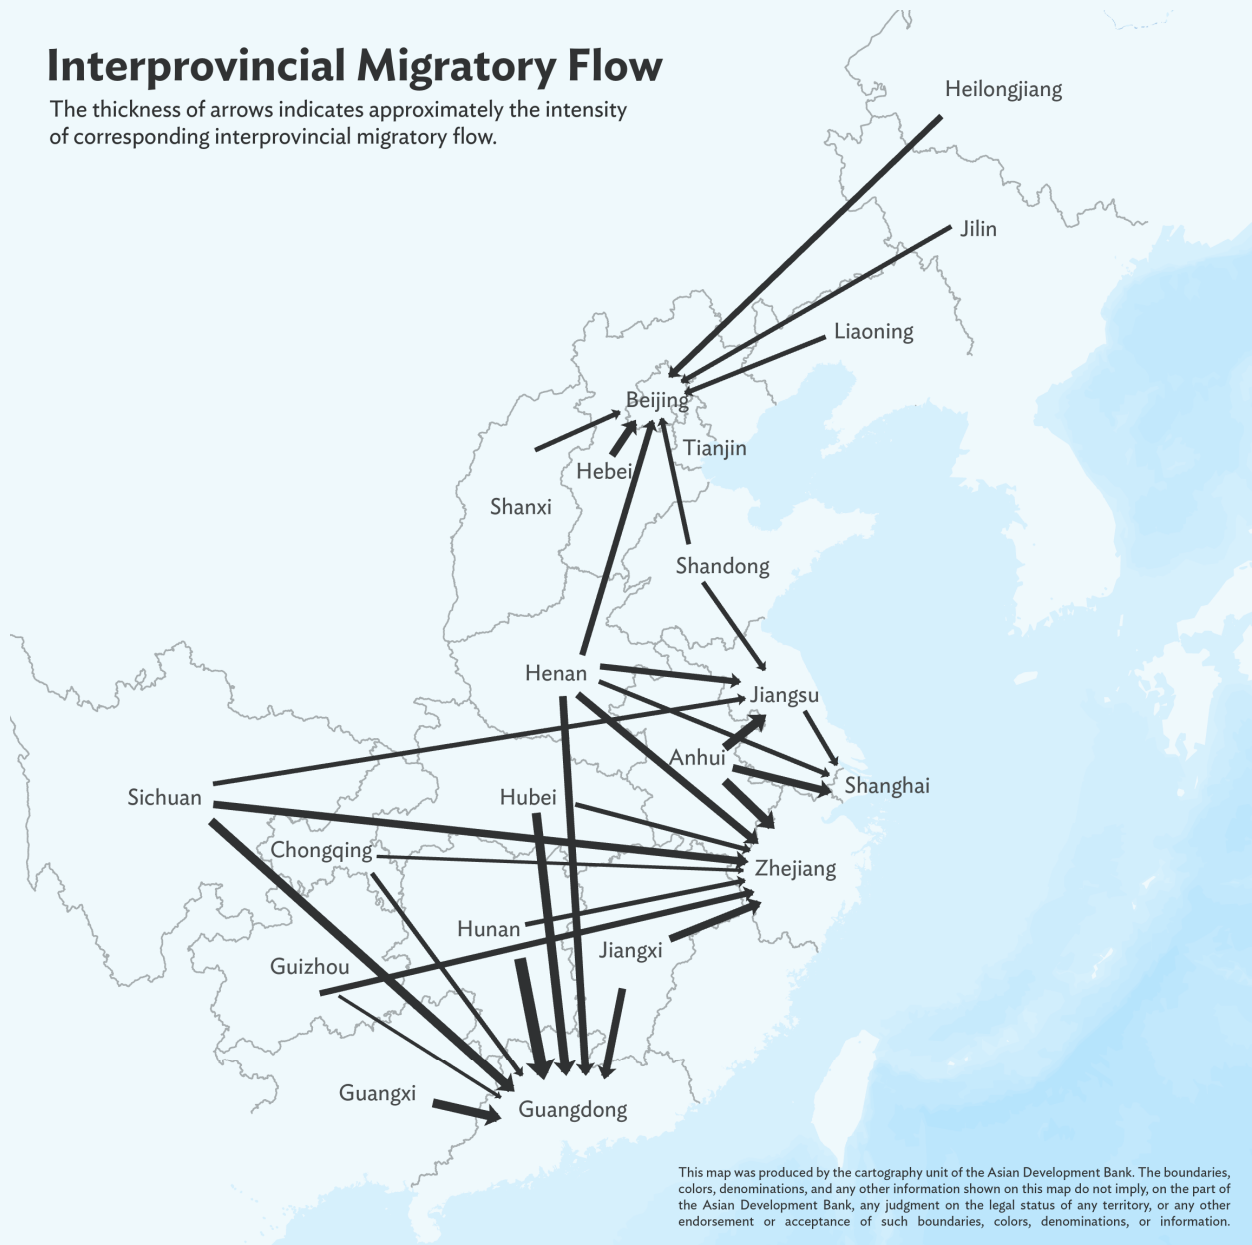 Interprovincial Migratory Flow
The thickness of arrows indicates approximately the intensity
of corresponding interprovincial migratory flow.
Heilongjiang
Jilin
Liaoning
Beijing
Tianjin
Hebei
Shanxi
Shandong
Henan
Jiangsu
Anhui
Shanghai
Sichuan
Hubei
Chongqing
Zhejiang
Hunan
Jiangxi
Guizhou
Guangxi
Guangdong
This map was produced by the cartography unit of the Asian Development Bank. The boundaries,
colors, denominations, and any other information shown on this map do not imply, on the part of
the Asian Development Bank, any judgment on the legal status of any territory, or any other
endorsement or acceptance of such boundaries, colors, denominations, or information.